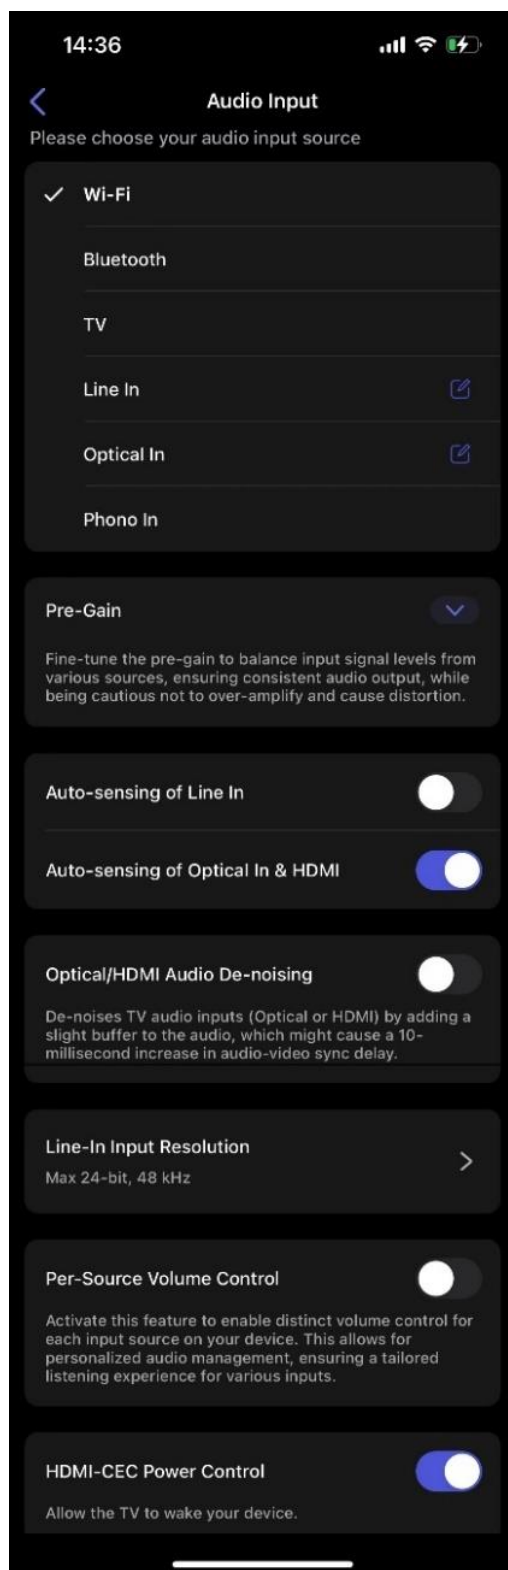 14:36
Audio Input
Please choose your audio input source
Wi-Fi
Bluetooth
TV
Line In
Optical In
Phono In
Pre-Gain
Fine-tune the pre-gain to balance input signal levels from
various sources, ensuring consistent audio output, while
being cautious not to over-amplify and cause distortion.
Auto-sensing of Line In
Auto-sensing of Optical In & HDMI
Optical/HDMI Audio De-noising
De-noises TV audio inputs (Optical or HDMI) by adding a
slight buffer to the audio, which might cause a 10-
millisecond increase in audio-video sync delay.
Line-In Input Resolution
Max 24-bit, 48 kHz
Per-Source Volume Control
Activate this feature to enable distinct volume control for
each input source on your device. This allows for
personalized audio management, ensuring a tailored
listening experience for various inputs.
HDMI-CEC Power Control
Allow the TV to wake your device.